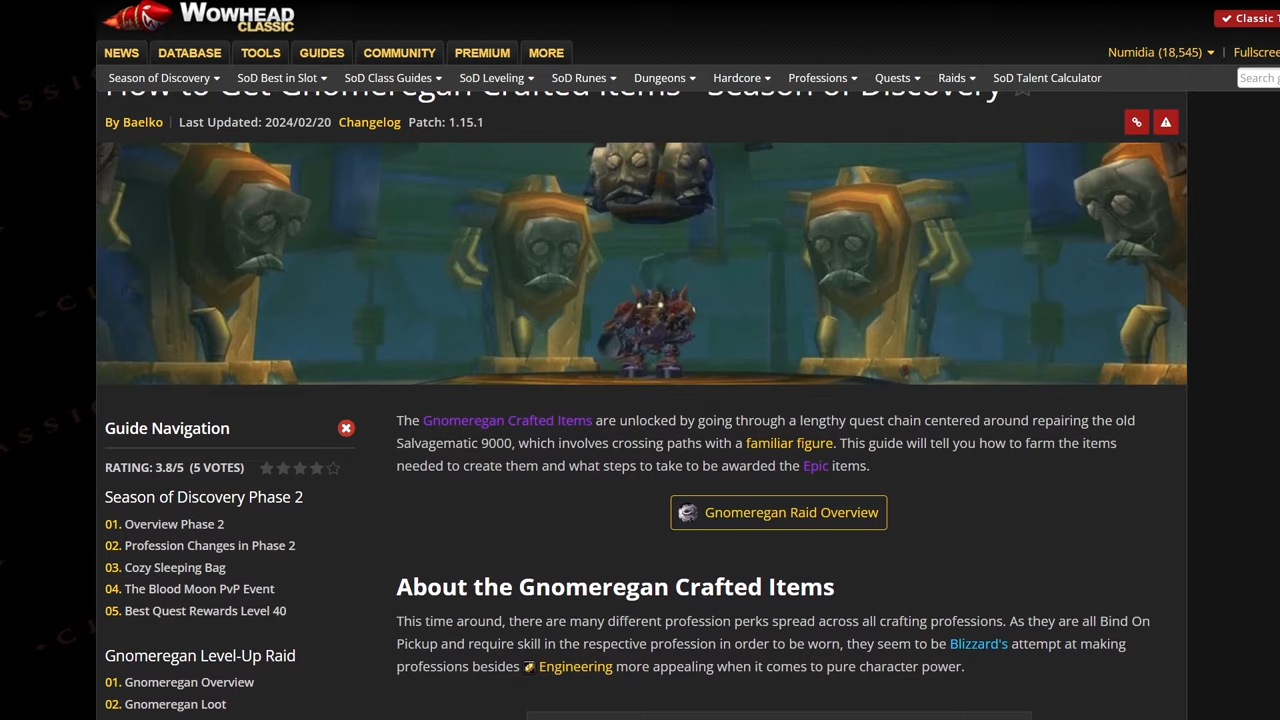 WOWHEAD
CLASSIC
Classic
NEWS DATABASE TOOLS GUIDES COMMUNITY PREMIUM MORE
Numidia (18,545) | Fullscre
Season of Discovery SoD Best in Slot SoD Class Guides SoD Leveling SoD Runes Dungeons Hardcore Professions Quests Raids SoD Talent Calculator
Search
How to Get Gnomeregan Crafted Items - Season of Discovery
By Baelko | Last Updated: 2024/02/20 Changelog Patch: 1.15.1
Guide Navigation
RATING: 3.8/5 (5 VOTES)
Season of Discovery Phase 2
01. Overview Phase 2
02. Profession Changes in Phase 2
03. Cozy Sleeping Bag
04. The Blood Moon PvP Event
05. Best Quest Rewards Level 40
Gnomeregan Level-Up Raid
01. Gnomeregan Overview
02. Gnomeregan Loot
The Gnomeregan Crafted Items are unlocked by going through a lengthy quest chain centered around repairing the old
Salvagematic 9000, which involves crossing paths with a familiar figure. This guide will tell you how to farm the items
needed to create them and what steps to take to be awarded the Epic items.
Gnomeregan Raid Overview
About the Gnomeregan Crafted Items
This time around, there are many different profession perks spread across all crafting professions. As they are all Bind On
Pickup and require skill in the respective profession in order to be worn, they seem to be Blizzard's attempt at making
professions besides Engineering more appealing when it comes to pure character power.